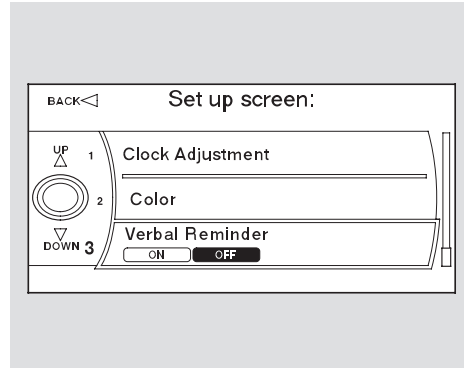 BACK Set up screen:
UP 1 Clock Adjustment
2 Color
Verbal Reminder
DOWN 3 ON OFF